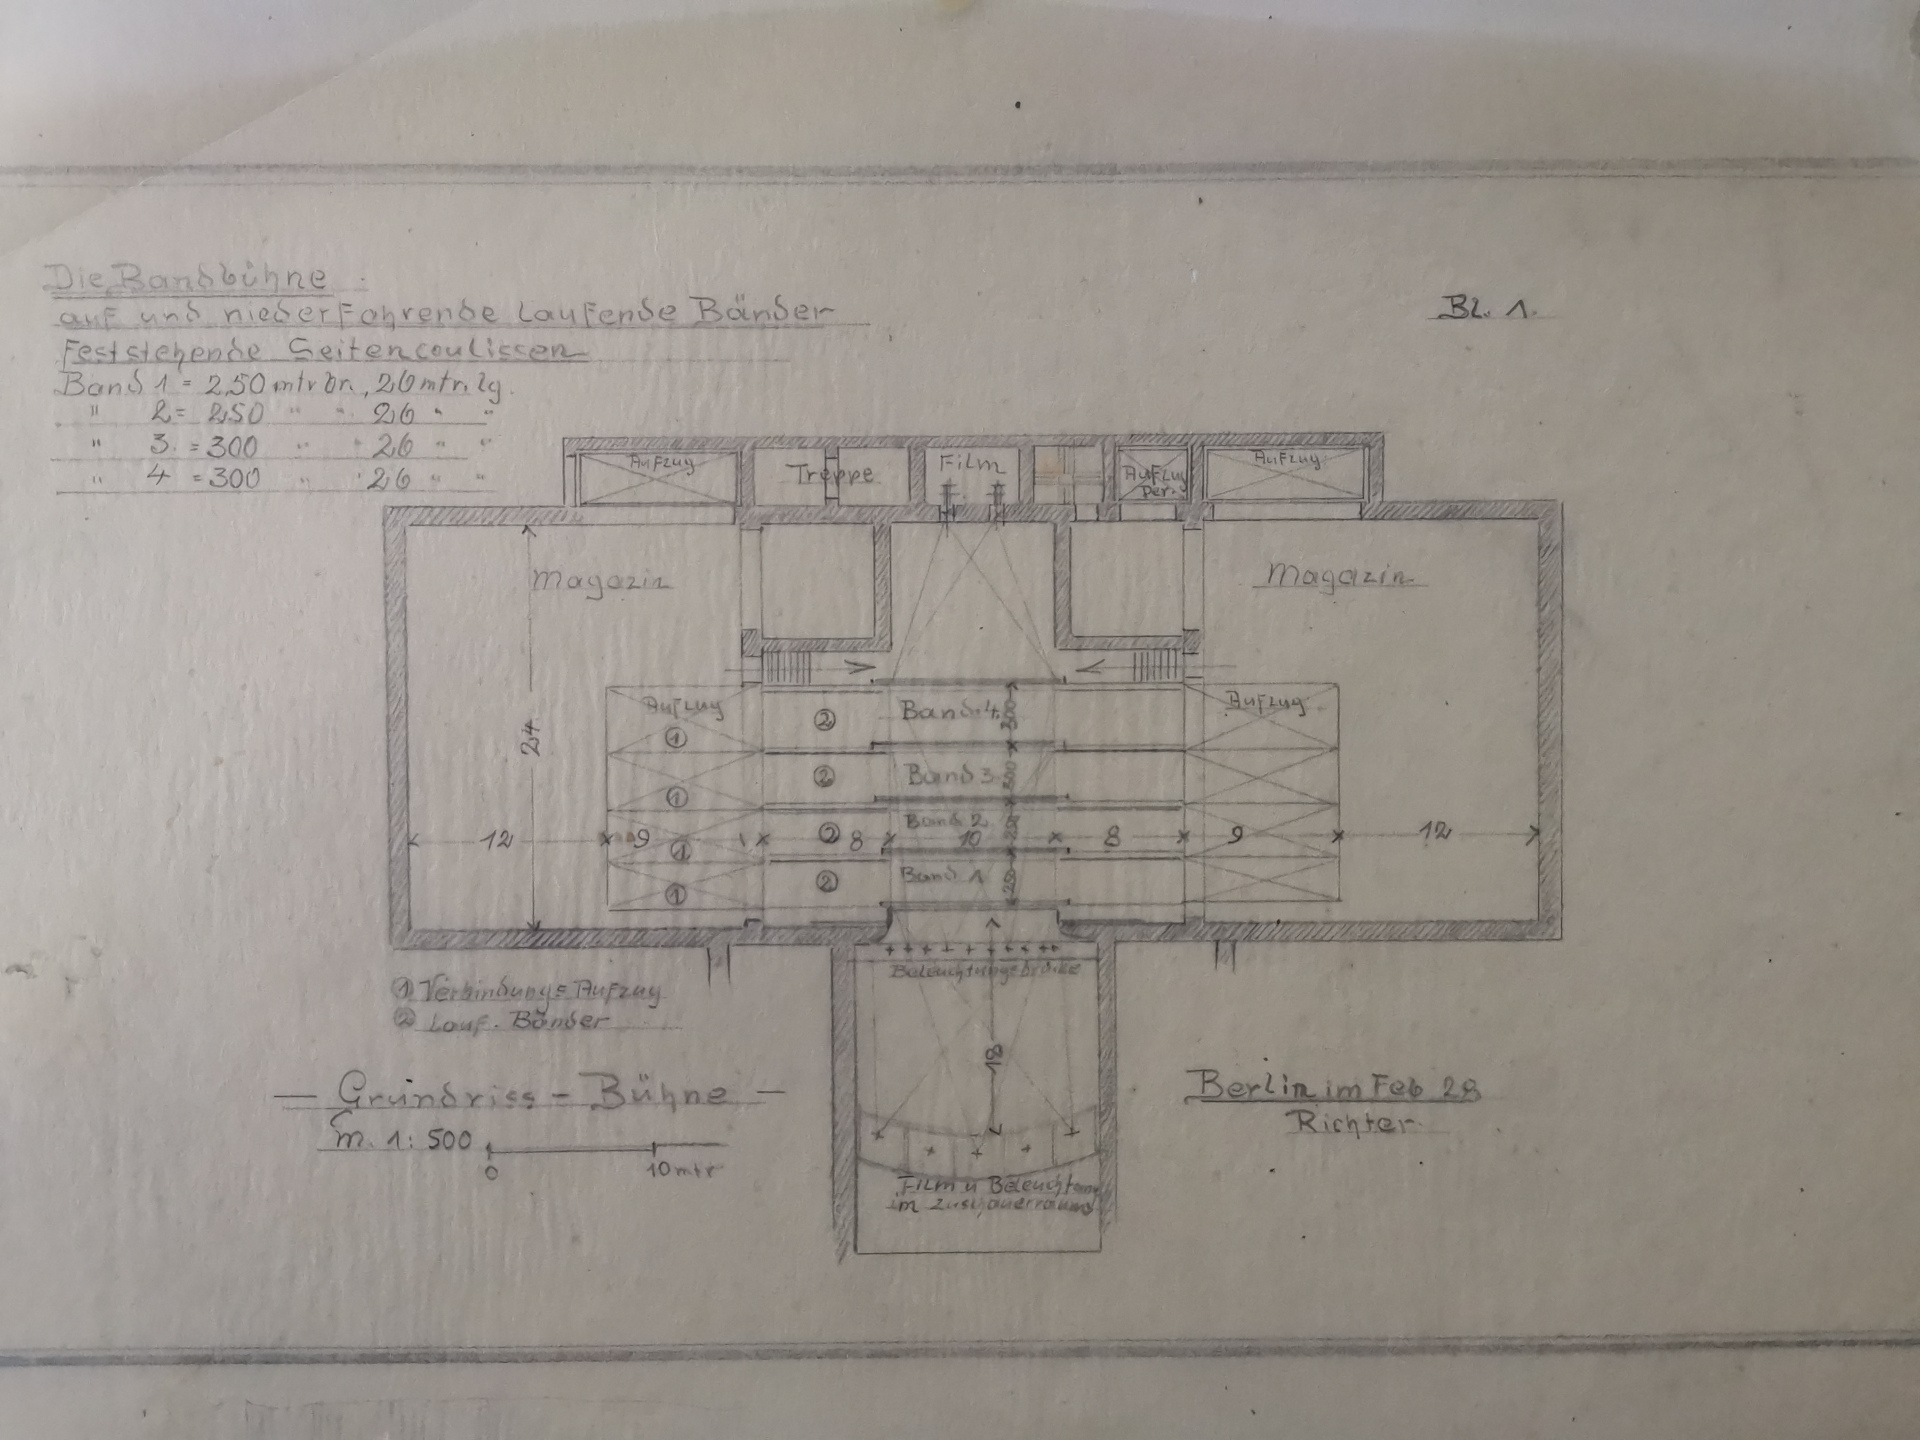 Die Bandbühne
auf und niederfahrende Laufende Bänder
Feststehende Seitencoulissen
Band 1 = 2,50 mtr br, 26 mtr. lg.
" 2 = 250 " " 26 " "
" 3. = 300 " " 26 " "
" 4 = 300 " " 26 " "
Bl. 1.
Aufzug
Treppe
Film
Aufzug
per.
Aufzug
Magazin
Magazin
24
Aufzug
1
2
Band 4.
300
Aufzug
1
2
Band 3
300
12
9
1
2
8
Band 2
10
250
8
9
12
1
2
Band 1
250
Beleuchtungsbrücke
18
Film u Beleuchtung
im Zuschauerraum
1 Verbindungs=Aufzug
2 Lauf. Bänder
— Grundriss - Bühne —
M. 1:500
0 10 mtr
Berlin im Feb 28
Richter